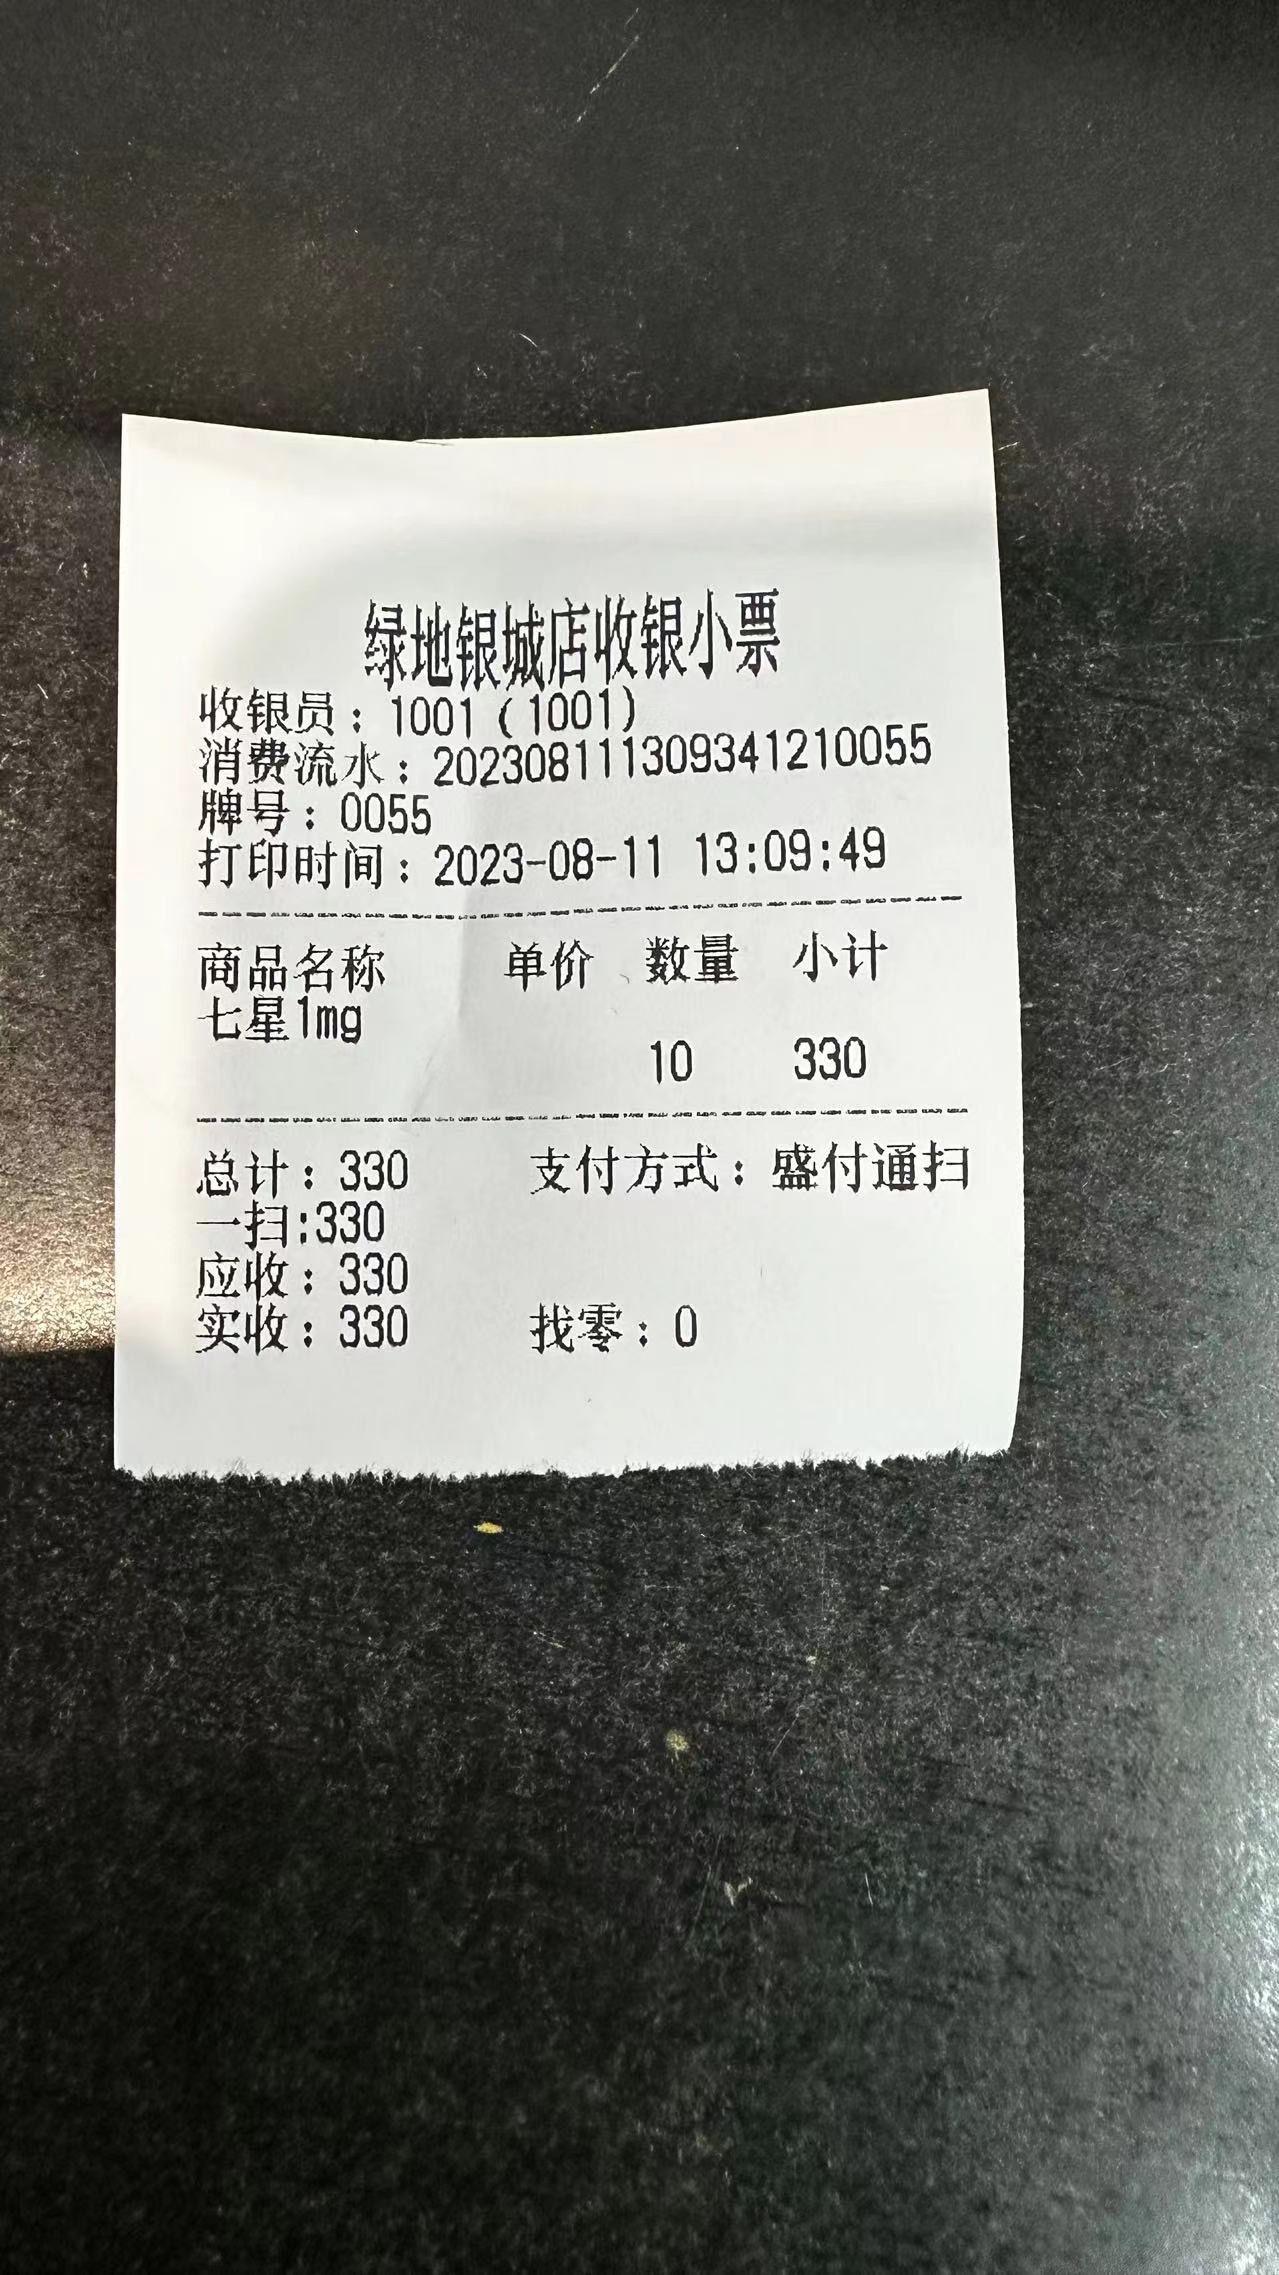 绿地银城店收银小票
收银员：1001（1001）
消费流水：202308111309341210055
牌号：0055
打印时间：2023-08-11 13:09:49
商品名称 单价 数量 小计
七星1mg
10 330
总计：330 支付方式：盛付通扫
一扫:330
应收：330
实收：330 找零：0